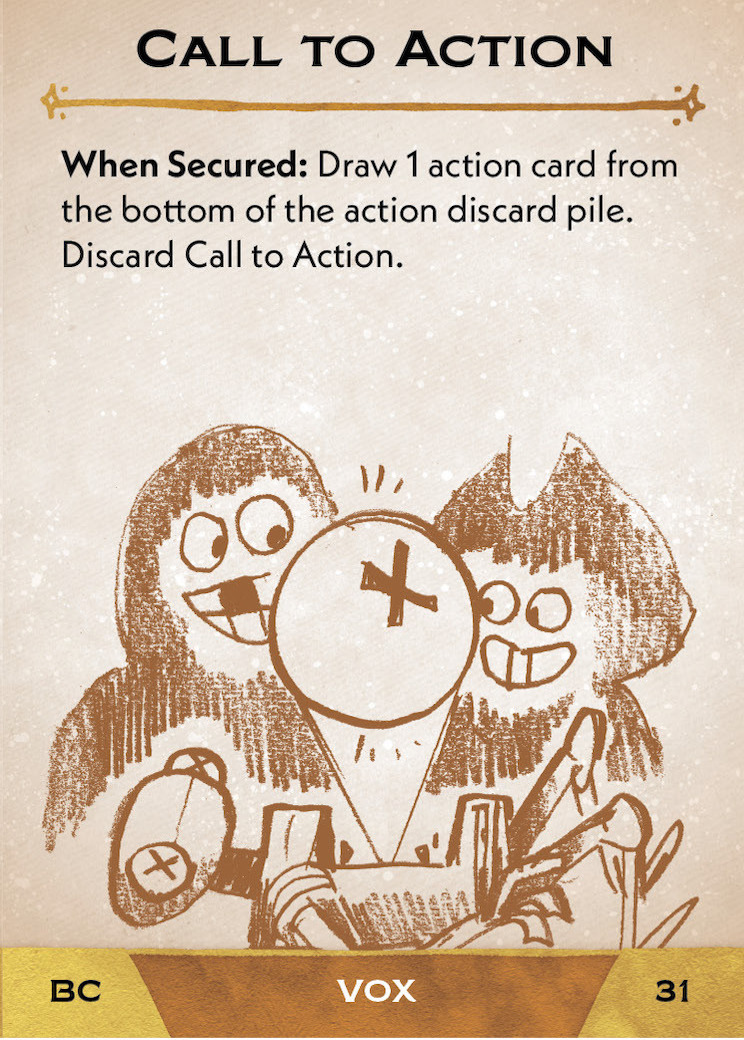 Call to Action
When Secured: Draw 1 action card from
the bottom of the action discard pile.
Discard Call to Action.
BC
VOX
31